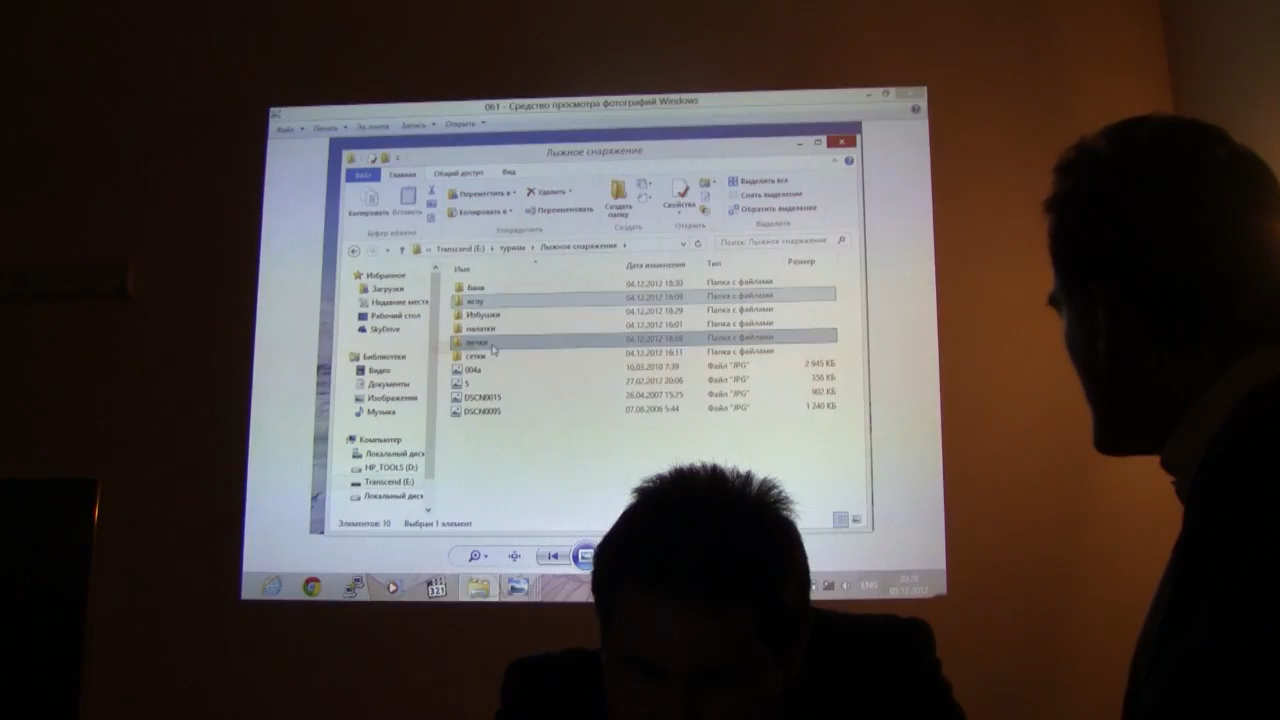 061 - Средство просмотра фотографий Windows
Файл Печать Эл. почта Запись Открыть
Лыжное снаряжение
Файл Главная Общий доступ Вид
Копировать Вставить
Переместить в Удалить
Копировать в Переименовать
Создать папку
Свойства
Выделить все
Снять выделение
Обратить выделение
Буфер обмена Упорядочить Создать Открыть Выделить
Transcend (E:) туризм Лыжное снаряжение Поиск: Лыжное снаряжение
Имя Дата изменения Тип Размер
баня 04.12.2012 18:30 Папка с файлами
иглу 04.12.2012 16:09 Папка с файлами
Избушки 04.12.2012 18:29 Папка с файлами
палатки 04.12.2012 16:01 Папка с файлами
печки 04.12.2012 16:08 Папка с файлами
сетки 04.12.2012 16:11 Папка с файлами
004a 10.03.2010 7:39 Файл "JPG" 2 945 КБ
5 27.02.2012 20:06 Файл "JPG" 356 КБ
DSCN0015 26.04.2007 15:25 Файл "JPG" 902 КБ
DSCN0095 07.08.2006 5:44 Файл "JPG" 1 240 КБ
Избранное
Загрузки
Недавние места
Рабочий стол
SkyDrive
Библиотеки
Видео
Документы
Изображения
Музыка
Компьютер
Локальный диск
HP_TOOLS (D:)
Transcend (E:)
Локальный диск
Элементов: 10 Выбран 1 элемент
321
ENG
20:20
05.12.2012